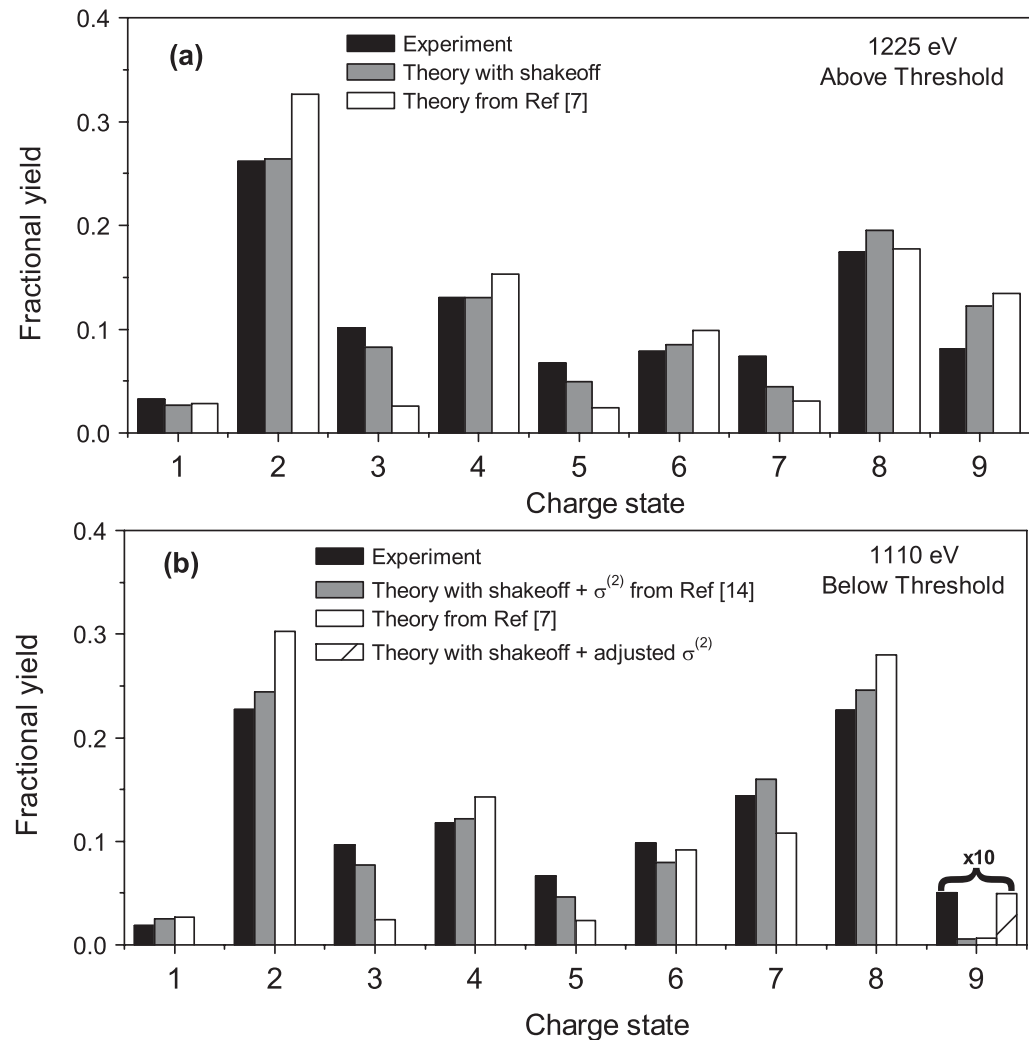 0.4
(a)
Experiment
Theory with shakeoff
Theory from Ref [7]
1225 eV
Above Threshold
0.3
0.2
0.1
0.0
Fractional yield
1 2 3 4 5 6 7 8 9
Charge state
0.4
(b)
Experiment
Theory with shakeoff + σ(2) from Ref [14]
Theory from Ref [7]
Theory with shakeoff + adjusted σ(2)
1110 eV
Below Threshold
0.3
0.2
0.1
0.0
Fractional yield
x10
1 2 3 4 5 6 7 8 9
Charge state